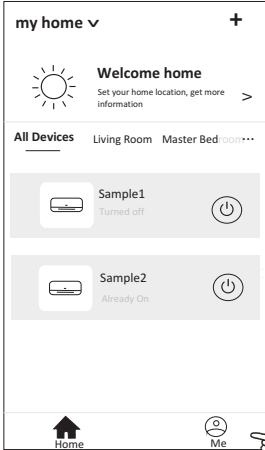 my home
Welcome home
Set your home location, get more
information
All Devices Living Room Master Bedroom
Sample1
Turned off
Sample2
Already On
Home
Me